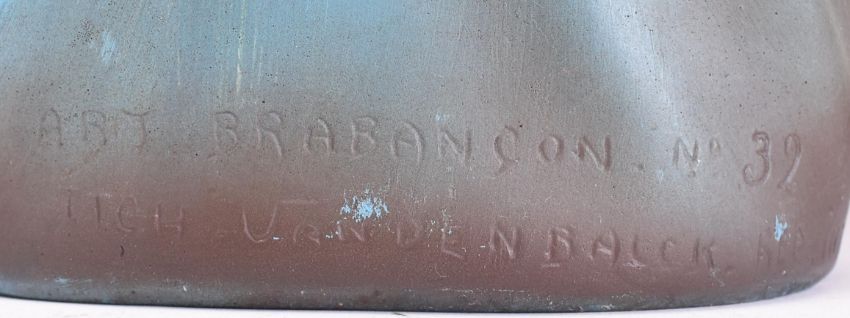 ART BRABANÇON. No 32
VANDENBALCK.